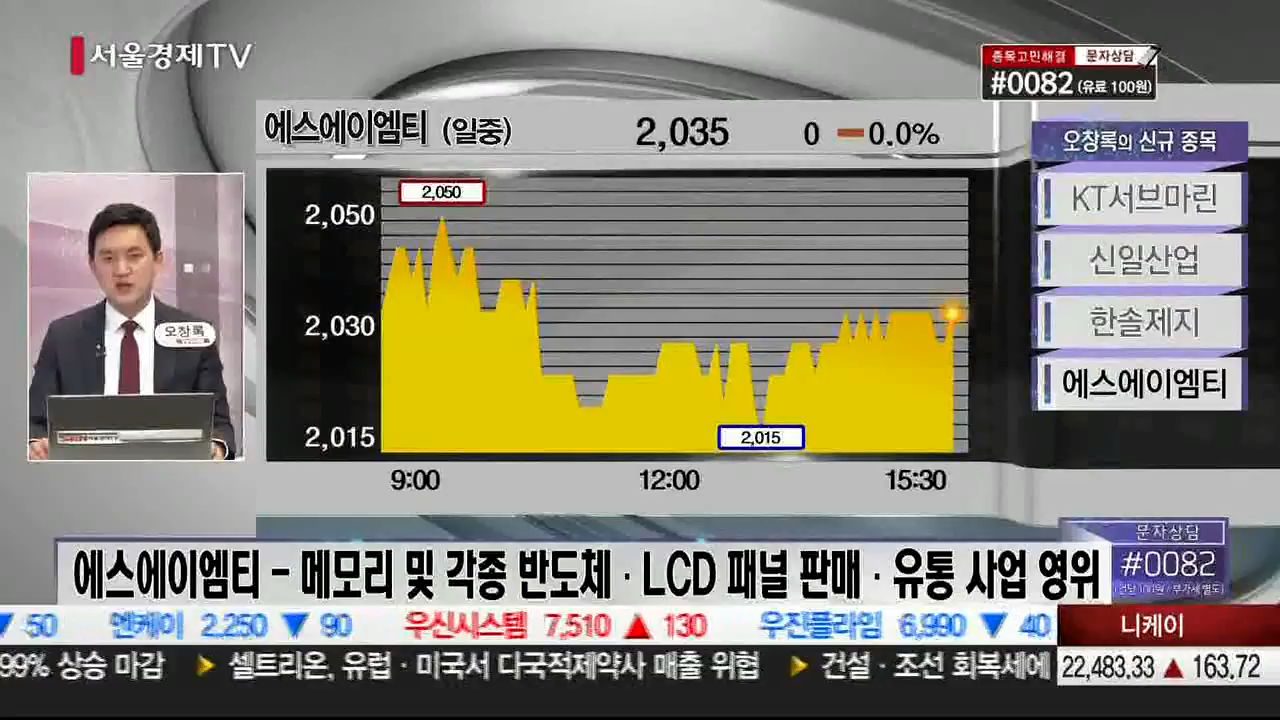 서울경제TV
종목고민해결 문자상담
#0082 (유료 100원)
에스에이엠티 (일중) 2,035 0 0.0%
오창록의 신규 종목
KT서브마린
신일산업
한솔제지
에스에이엠티
2,050
2,050
2,030
2,015
2,015
9:00 12:00 15:30
오창록
에스에이엠티 - 메모리 및 각종 반도체·LCD 패널 판매·유통 사업 영위
문자상담
#0082
▼ 50 엔케이 2,250 ▼ 90 우신시스템 7,510 ▲ 130 우진플라임 6,990 ▼ 40
니케이
99% 상승 마감 ▶ 셀트리온, 유럽·미국서 다국적제약사 매출 위협 ▶ 건설·조선 회복세에
22,483.33 ▲ 163.72